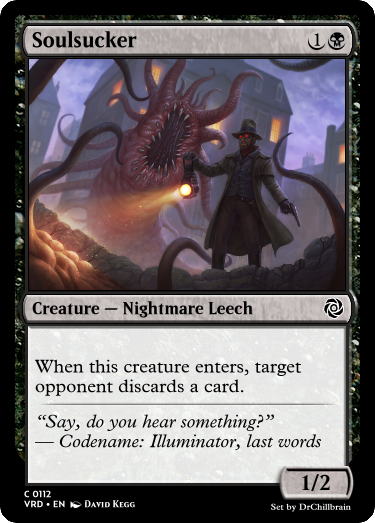 Soulsucker 1
Creature — Nightmare Leech
When this creature enters, target
opponent discards a card.
“Say, do you hear something?”
— Codename: Illuminator, last words
1/2
C 0112
VRD • EN David Kegg
Set by DrChillbrain